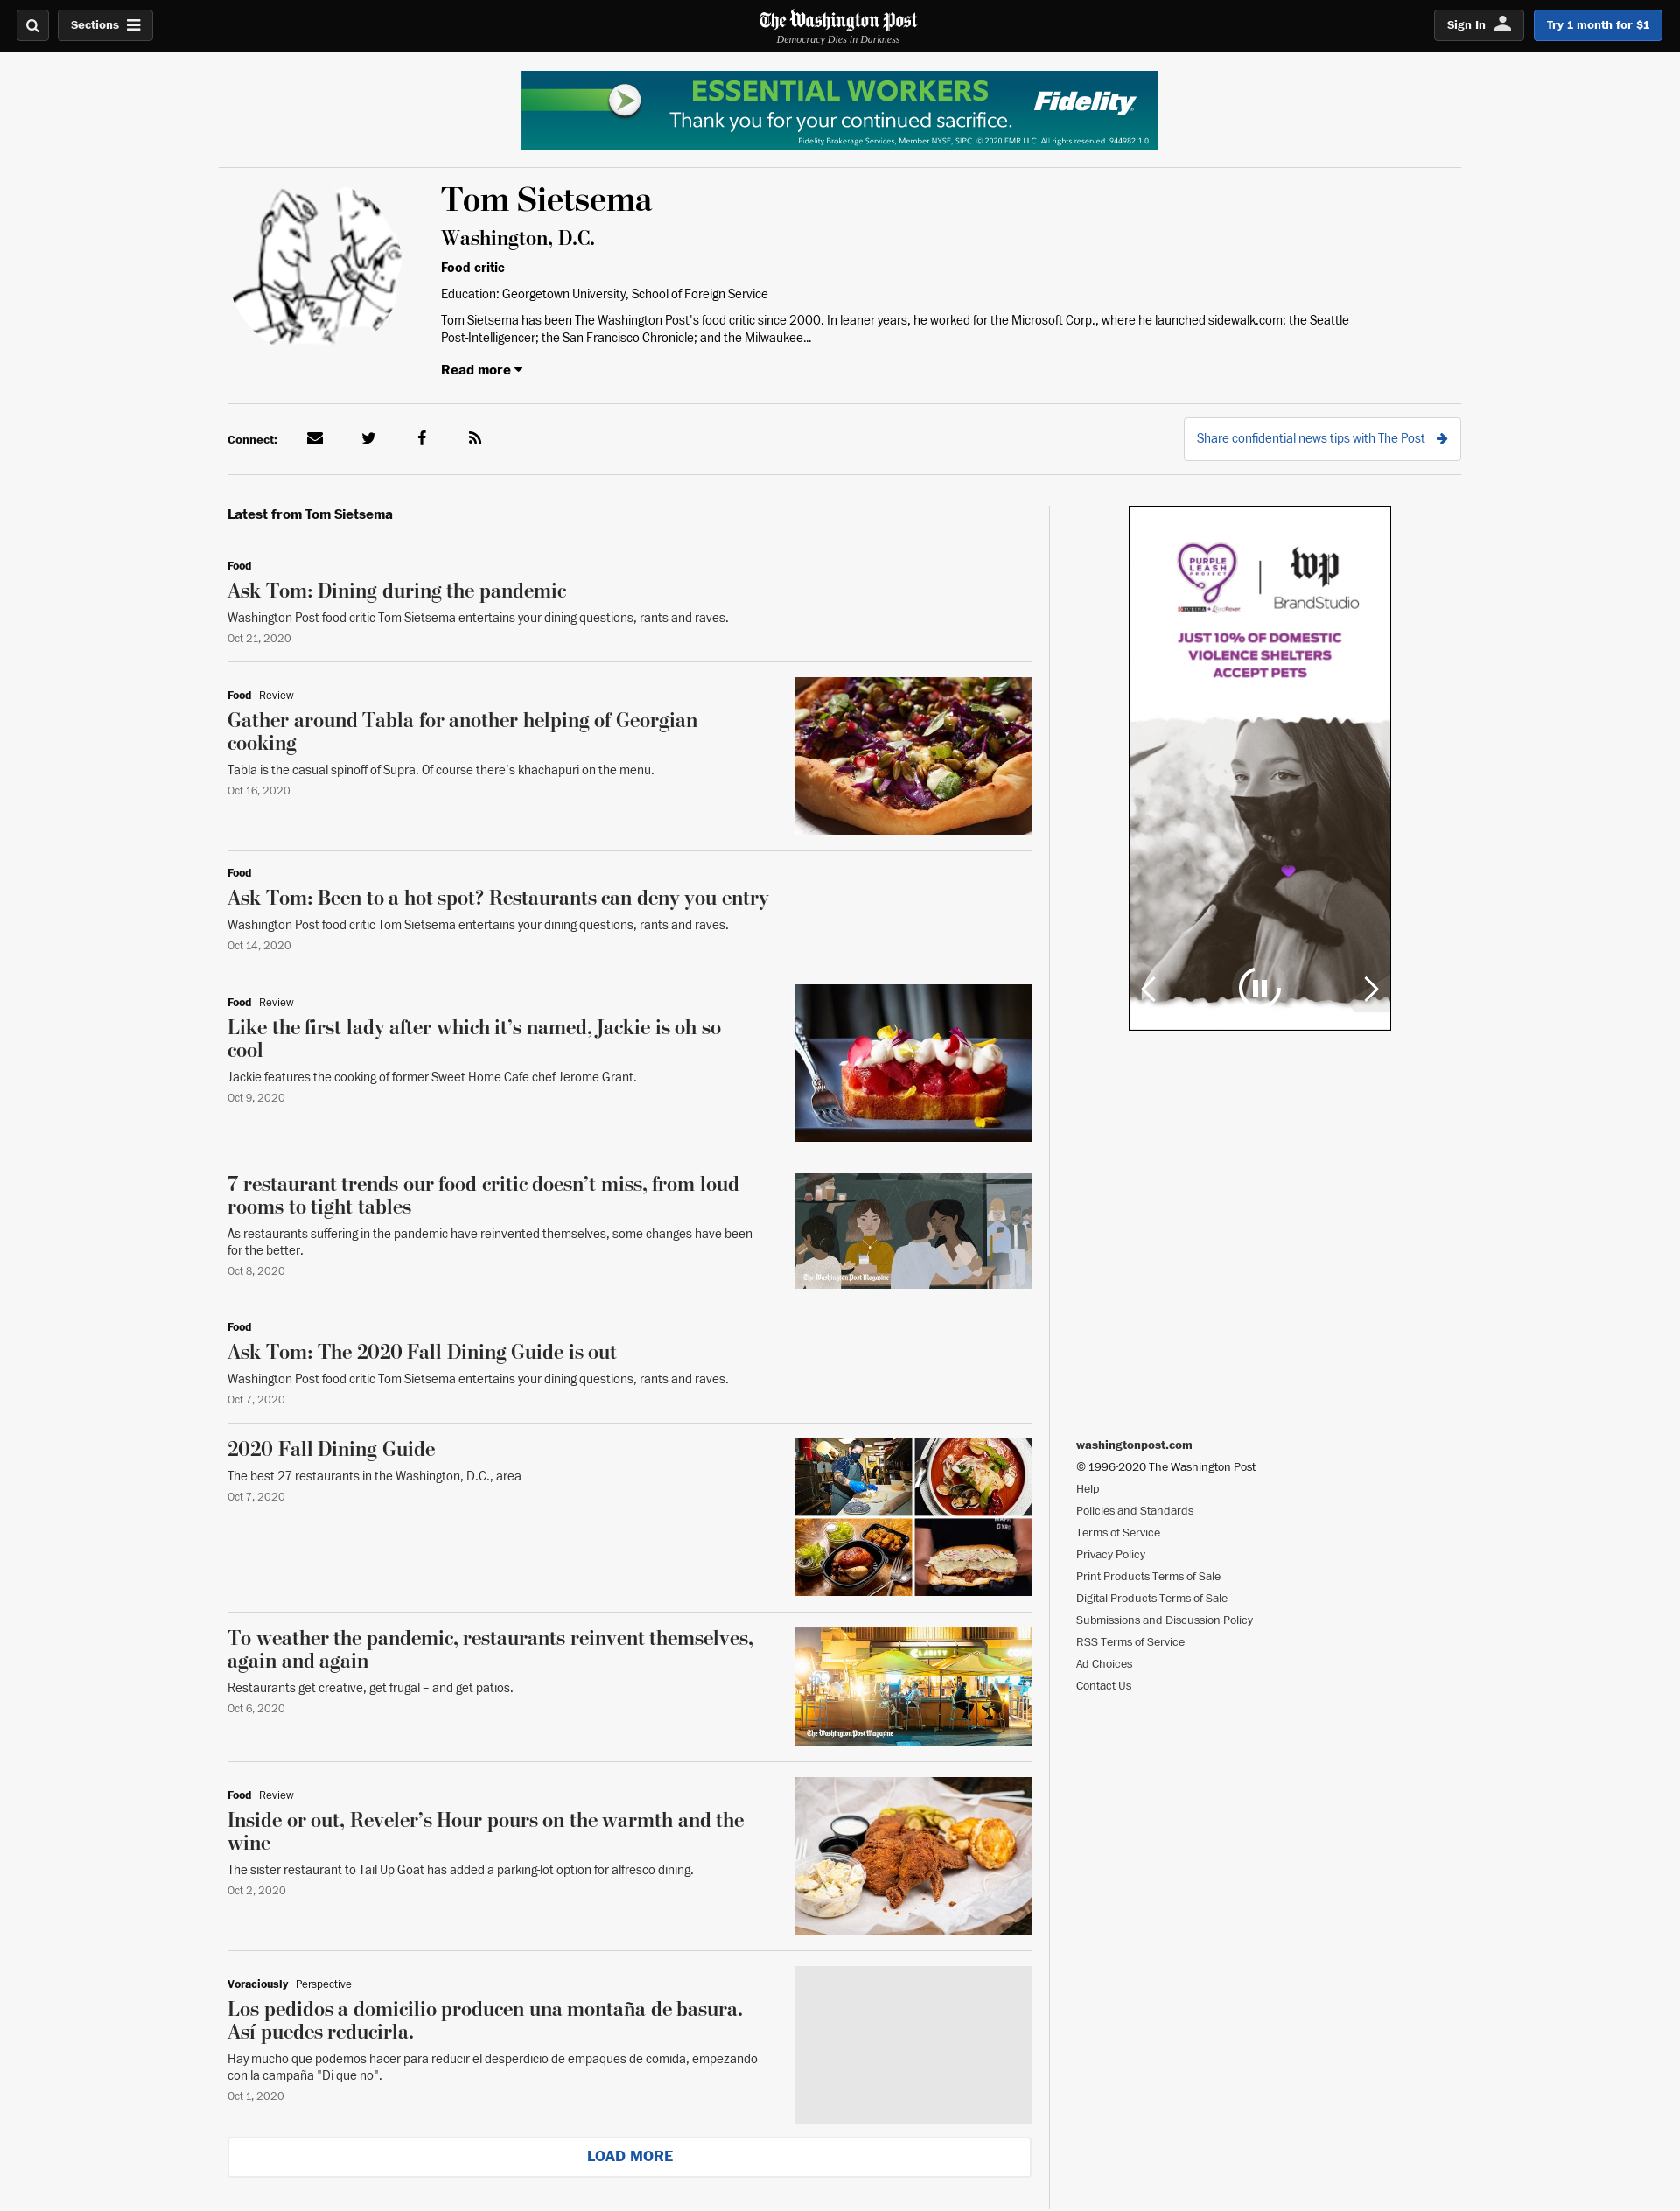 Sections
The Washington Post
Democracy Dies in Darkness
Sign In
Try 1 month for $1
ESSENTIAL WORKERS
Thank you for your continued sacrifice.
Fidelity
Fidelity Brokerage Services, Member NYSE, SIPC. © 2020 FMR LLC. All rights reserved. 944982.1.0
Tom Sietsema
Washington, D.C.
Food critic
Education: Georgetown University, School of Foreign Service
Tom Sietsema has been The Washington Post's food critic since 2000. In leaner years, he worked for the Microsoft Corp., where he launched sidewalk.com; the Seattle
Post-Intelligencer; the San Francisco Chronicle; and the Milwaukee...
Read more
Connect:
Share confidential news tips with The Post
Latest from Tom Sietsema
Food
Ask Tom: Dining during the pandemic
Washington Post food critic Tom Sietsema entertains your dining questions, rants and raves.
Oct 21, 2020
Food Review
Gather around Tabla for another helping of Georgian
cooking
Tabla is the casual spinoff of Supra. Of course there’s khachapuri on the menu.
Oct 16, 2020
Food
Ask Tom: Been to a hot spot? Restaurants can deny you entry
Washington Post food critic Tom Sietsema entertains your dining questions, rants and raves.
Oct 14, 2020
Food Review
Like the first lady after which it’s named, Jackie is oh so
cool
Jackie features the cooking of former Sweet Home Cafe chef Jerome Grant.
Oct 9, 2020
7 restaurant trends our food critic doesn’t miss, from loud
rooms to tight tables
As restaurants suffering in the pandemic have reinvented themselves, some changes have been
for the better.
Oct 8, 2020
The Washington Post Magazine
Food
Ask Tom: The 2020 Fall Dining Guide is out
Washington Post food critic Tom Sietsema entertains your dining questions, rants and raves.
Oct 7, 2020
2020 Fall Dining Guide
The best 27 restaurants in the Washington, D.C., area
Oct 7, 2020
To weather the pandemic, restaurants reinvent themselves,
again and again
Restaurants get creative, get frugal – and get patios.
Oct 6, 2020
CLARITY
The Washington Post Magazine
Food Review
Inside or out, Reveler’s Hour pours on the warmth and the
wine
The sister restaurant to Tail Up Goat has added a parking-lot option for alfresco dining.
Oct 2, 2020
Voraciously Perspective
Los pedidos a domicilio producen una montaña de basura.
Así puedes reducirla.
Hay mucho que podemos hacer para reducir el desperdicio de empaques de comida, empezando
con la campaña "Di que no".
Oct 1, 2020
LOAD MORE
PURPLE
LEASH
PROJECT
PURINA
wp
BrandStudio
JUST 10% OF DOMESTIC
VIOLENCE SHELTERS
ACCEPT PETS
washingtonpost.com
© 1996-2020 The Washington Post
Help
Policies and Standards
Terms of Service
Privacy Policy
Print Products Terms of Sale
Digital Products Terms of Sale
Submissions and Discussion Policy
RSS Terms of Service
Ad Choices
Contact Us